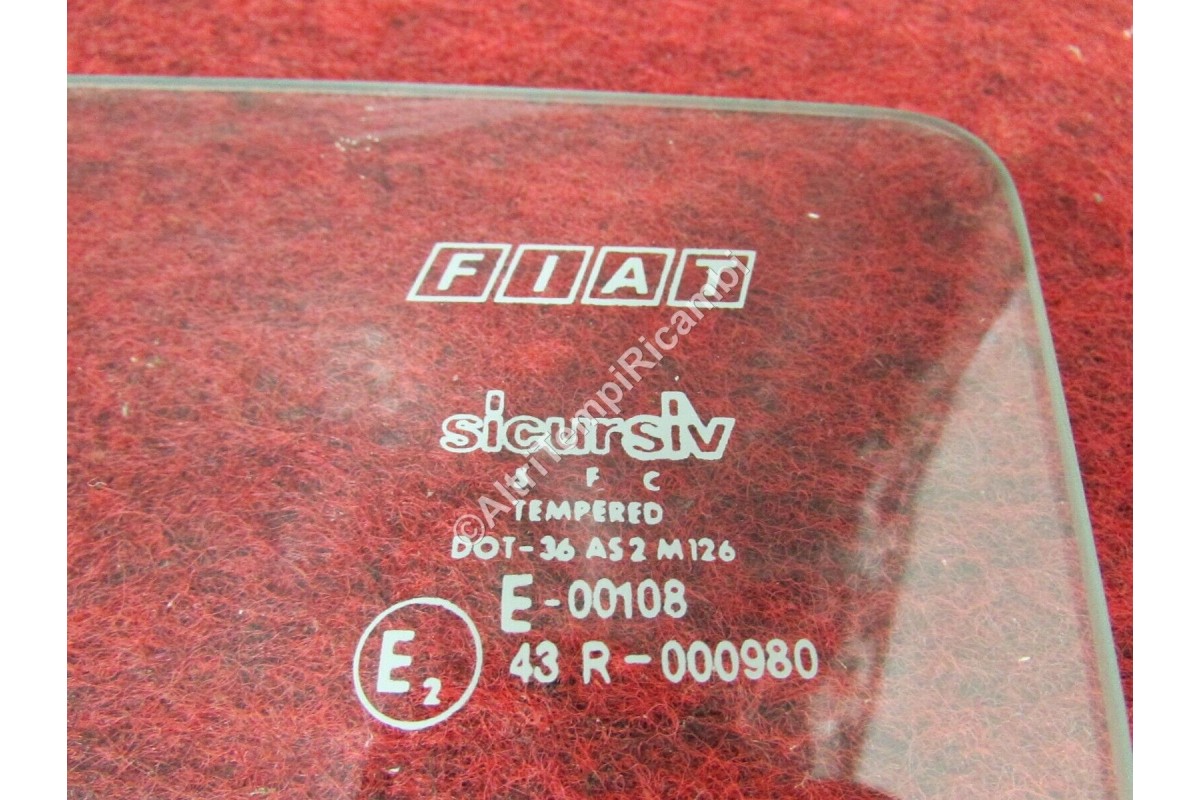 FIAT
sicursiv
S F C
TEMPERED
DOT-36 AS2 M126
E-00108
E2
43 R-000980
©AltriTempiRicambi